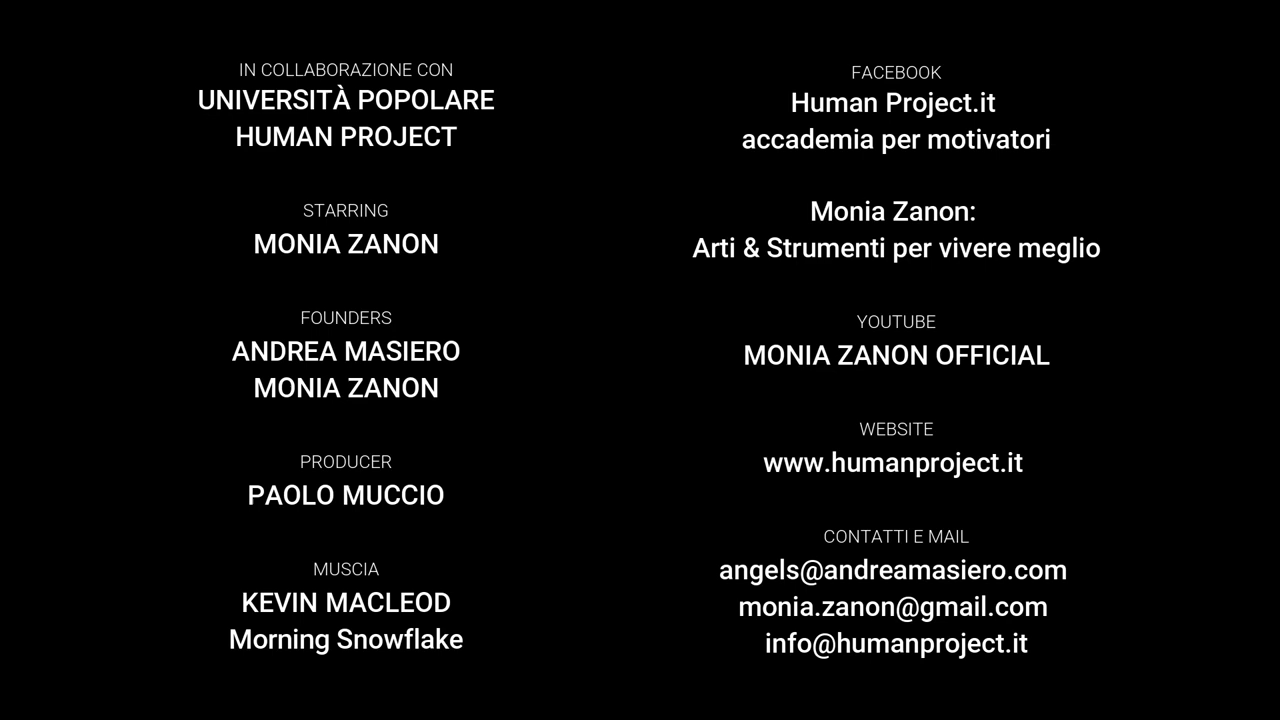 IN COLLABORAZIONE CON
UNIVERSITÀ POPOLARE
HUMAN PROJECT
STARRING
MONIA ZANON
FOUNDERS
ANDREA MASIERO
MONIA ZANON
PRODUCER
PAOLO MUCCIO
MUSCIA
KEVIN MACLEOD
Morning Snowflake
FACEBOOK
Human Project.it
accademia per motivatori
Monia Zanon:
Arti & Strumenti per vivere meglio
YOUTUBE
MONIA ZANON OFFICIAL
WEBSITE
www.humanproject.it
CONTATTI E MAIL
angels@andreamasiero.com
monia.zanon@gmail.com
info@humanproject.it